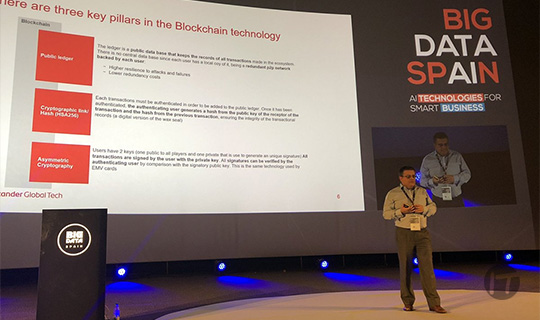 here are three key pillars in the Blockchain technology
Blockchain
Public ledger
The ledger is a public data base that keeps the records of all transactions made in the ecosystem.
There is no central data base since each user has a local copy of it, being a redundant p2p network
backed by each user.
– Higher resilience to attacks and failures
– Lower redundancy costs
Cryptographic link/
Hash (HSA256)
Each transactions must be authenticated in order to be added to the public ledger. Once it has been
authenticated, the authenticating user generates a hash from the public key of the receptor of the
transaction and the hash from the previous transaction, ensuring the integrity of the transactional
records (a digital version of the wax seal)
Asymmetric
Cryptography
Users have 2 keys (one public to all players and one private that is use to generate an unique signature) All
transactions are signed by the user with the private key. All signatures can be verified by the
authenticating user by comparison with the signatory public key. This is the same technology used by
EMV cards
ander Global Tech
6
BIG
DATA
SPAIN
AI TECHNOLOGIES FOR
SMART BUSINESS
BIG
DATA
SPAIN